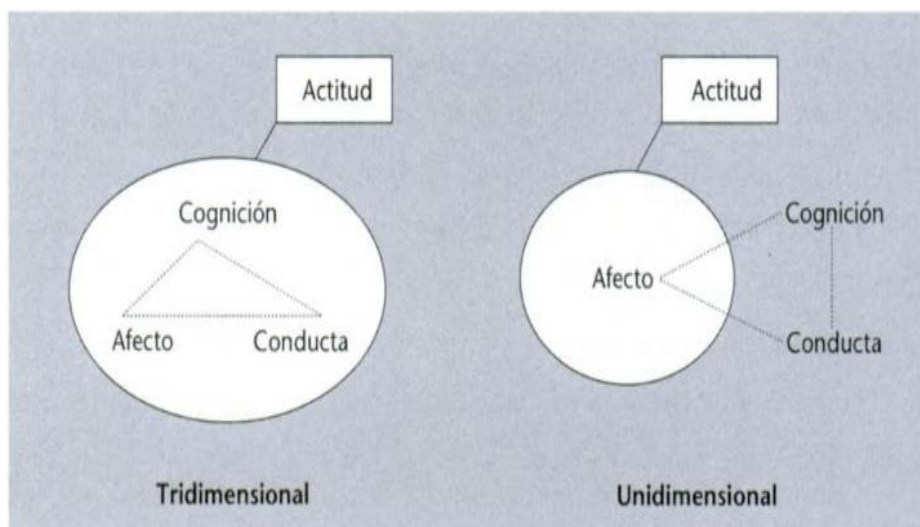 Actitud
Cognición
Afecto
Conducta
Tridimensional
Actitud
Cognición
Afecto
Conducta
Unidimensional